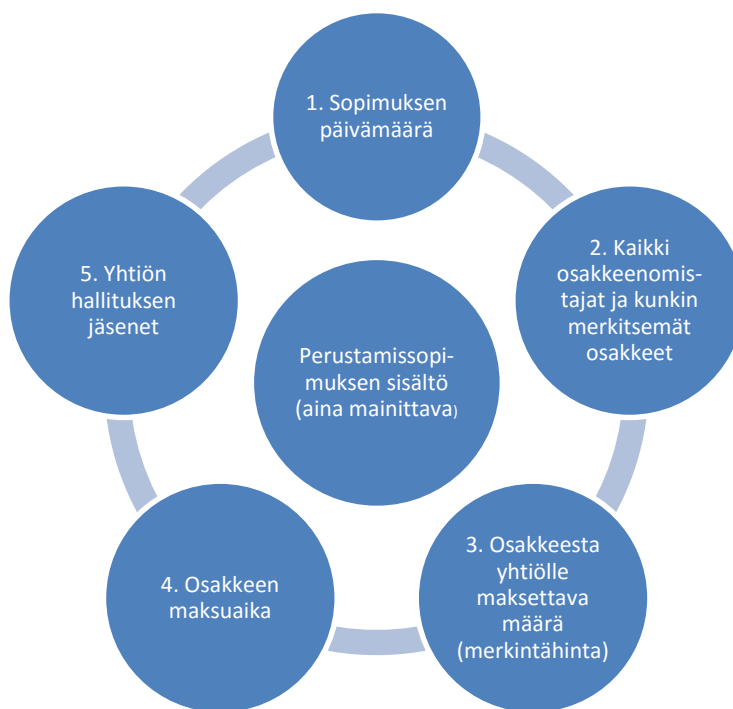 1. Sopimuksen
päivämäärä
2. Kaikki
osakkeenomis-
tajat ja kunkin
merkitsemät
osakkeet
3. Osakkeesta
yhtiölle
maksettava
määrä
(merkintähinta)
4. Osakkeen
maksuaika
5. Yhtiön
hallituksen
jäsenet
Perustamissopi-
muksen sisältö
(aina mainittava)